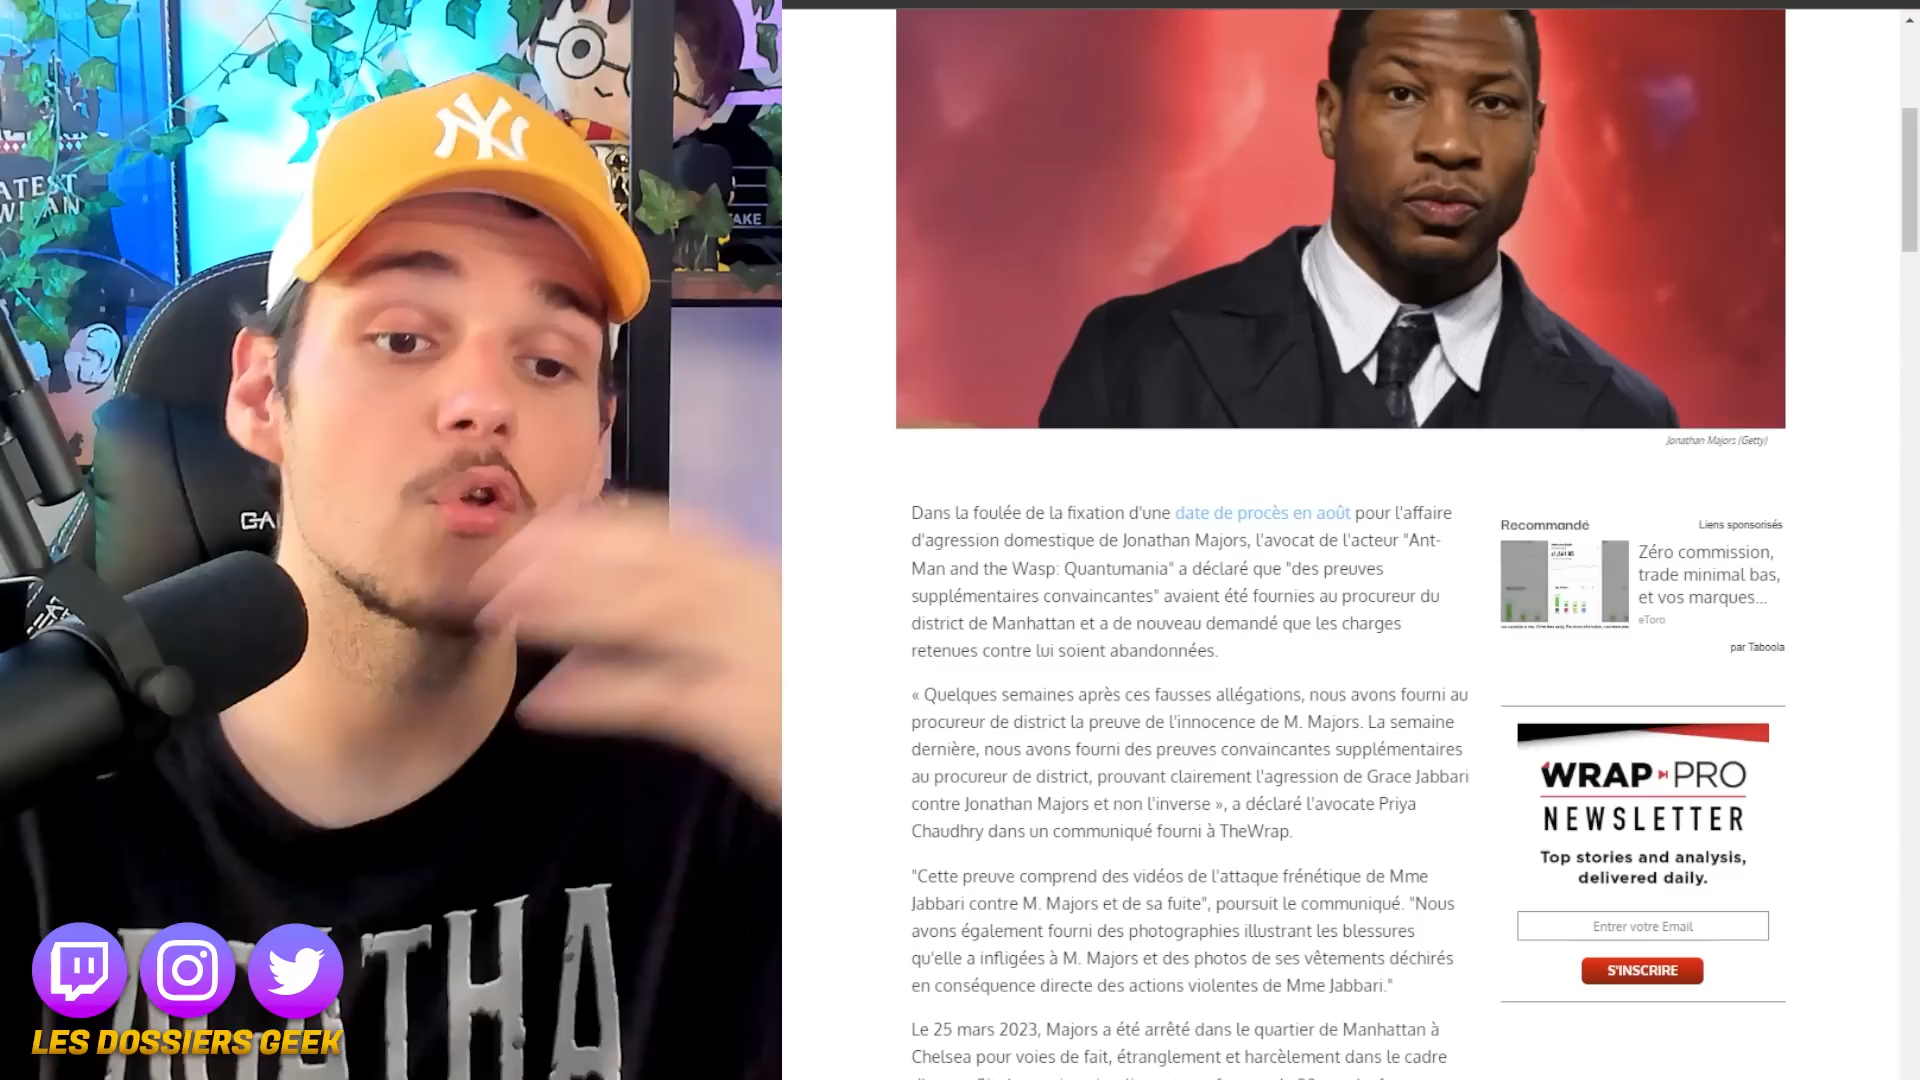 NY
ATEST
TAKE
GA
AGATHA
LES DOSSIERS GEEK
Jonathan Majors (Getty)
Dans la foulée de la fixation d'une date de procès en août pour l'affaire
d'agression domestique de Jonathan Majors, l'avocat de l'acteur "Ant-
Man and the Wasp: Quantumania" a déclaré que "des preuves
supplémentaires convaincantes" avaient été fournies au procureur du
district de Manhattan et a de nouveau demandé que les charges
retenues contre lui soient abandonnées.
« Quelques semaines après ces fausses allégations, nous avons fourni au
procureur de district la preuve de l'innocence de M. Majors. La semaine
dernière, nous avons fourni des preuves convaincantes supplémentaires
au procureur de district, prouvant clairement l'agression de Grace Jabbari
contre Jonathan Majors et non l'inverse », a déclaré l'avocate Priya
Chaudhry dans un communiqué fourni à TheWrap.
"Cette preuve comprend des vidéos de l'attaque frénétique de Mme
Jabbari contre M. Majors et de sa fuite", poursuit le communiqué. "Nous
avons également fourni des photographies illustrant les blessures
qu'elle a infligées à M. Majors et des photos de ses vêtements déchirés
en conséquence directe des actions violentes de Mme Jabbari."
Le 25 mars 2023, Majors a été arrêté dans le quartier de Manhattan à
Chelsea pour voies de fait, étranglement et harcèlement dans le cadre
Recommandé
Liens sponsorisés
Zéro commission,
trade minimal bas,
et vos marques...
eToro
par Taboola
WRAP PRO
NEWSLETTER
Top stories and analysis,
delivered daily.
Entrer votre Email
S'INSCRIRE